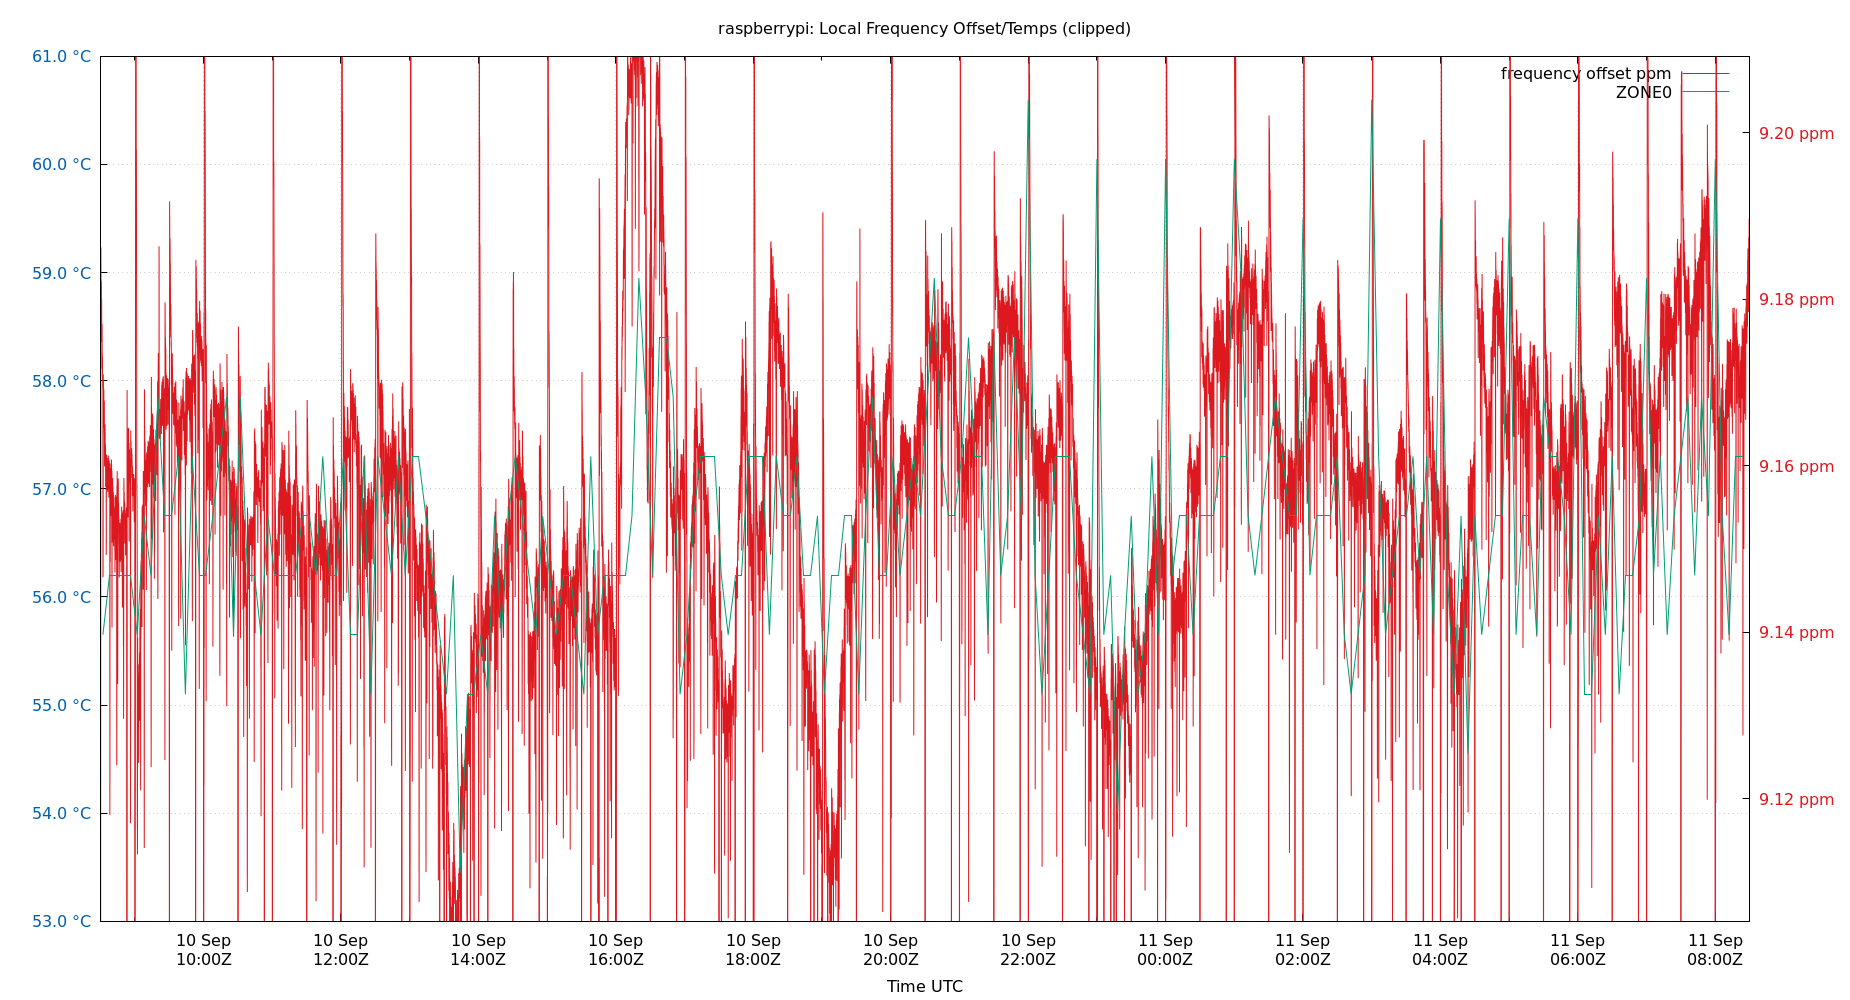 raspberrypi: Local Frequency Offset/Temps (clipped)
61.0 °C
60.0 °C
59.0 °C
58.0 °C
57.0 °C
56.0 °C
55.0 °C
54.0 °C
53.0 °C
frequency offset ppm
ZONE0
9.20 ppm
9.18 ppm
9.16 ppm
9.14 ppm
9.12 ppm
10 Sep 10 Sep 10 Sep 10 Sep 10 Sep 10 Sep 10 Sep 11 Sep 11 Sep 11 Sep 11 Sep 11 Sep
10:00Z 12:00Z 14:00Z 16:00Z 18:00Z 20:00Z 22:00Z 00:00Z 02:00Z 04:00Z 06:00Z 08:00Z
Time UTC